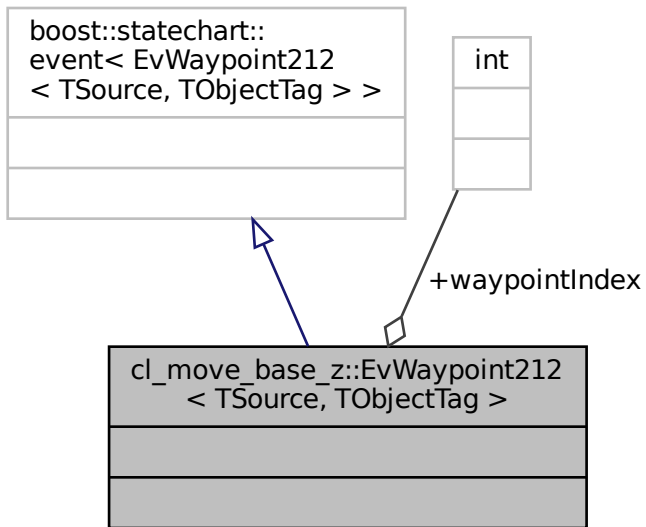 boost::statechart::
event< EvWaypoint212
< TSource, TObjectTag > >
int
+waypointIndex
cl_move_base_z::EvWaypoint212
< TSource, TObjectTag >